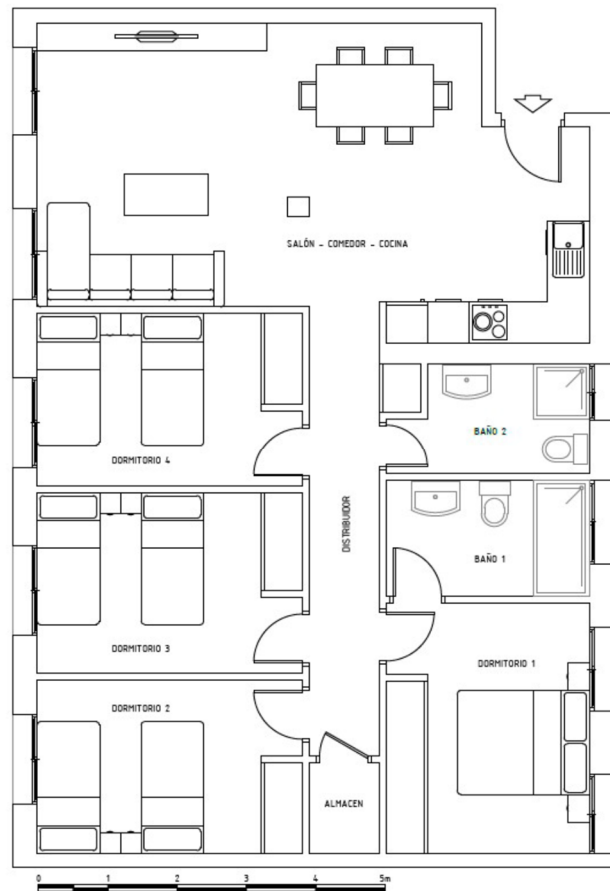 SALÓN - COMEDOR - COCINA
BAÑO 2
DORMITORIO 4
DISTRIBUIDOR
BAÑO 1
DORMITORIO 3
DORMITORIO 1
DORMITORIO 2
ALMACEN
0 1 2 3 4 5m